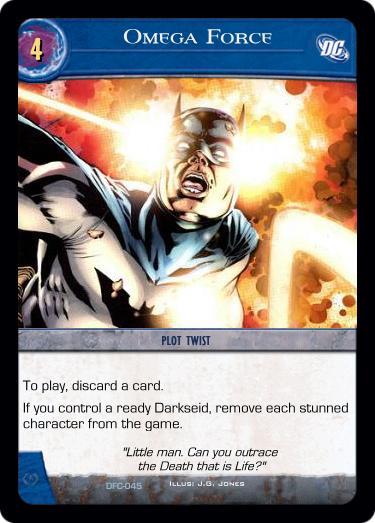 4
Omega Force
DC
PLOT TWIST
To play, discard a card.
If you control a ready Darkseid, remove each stunned
character from the game.
"Little man. Can you outrace
the Death that is Life?"
DFC-045 ILLUS: J.G. JONES